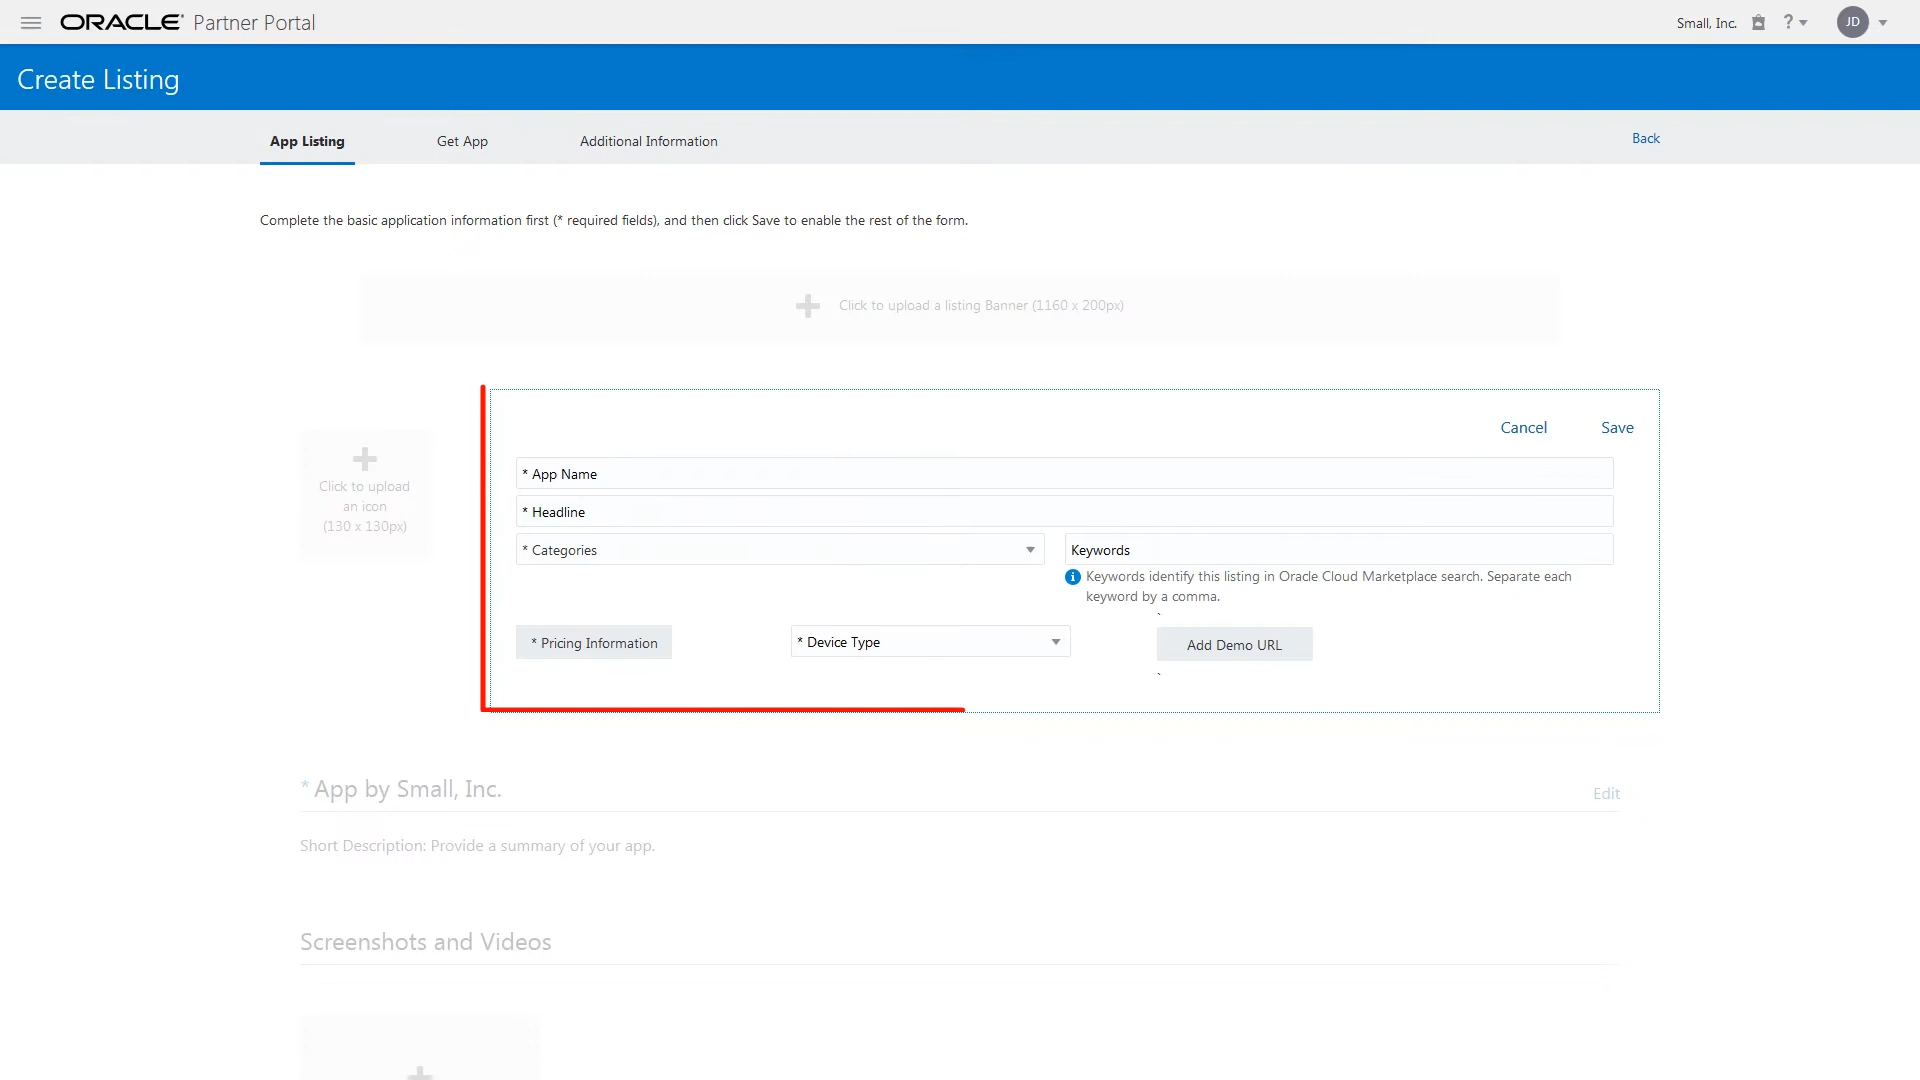 ORACLE Partner Portal
Small, Inc.
?
JD
Create Listing
App Listing
Get App
Additional Information
Back
Complete the basic application information first (* required fields), and then click Save to enable the rest of the form.
Click to upload a listing Banner (1160 x 200px)
Cancel
Save
Click to upload
an icon
(130 x 130px)
* App Name
* Headline
* Categories
Keywords
Keywords identify this listing in Oracle Cloud Marketplace search. Separate each
keyword by a comma.
`
* Pricing Information
* Device Type
Add Demo URL
`
* App by Small, Inc.
Edit
Short Description: Provide a summary of your app.
Screenshots and Videos